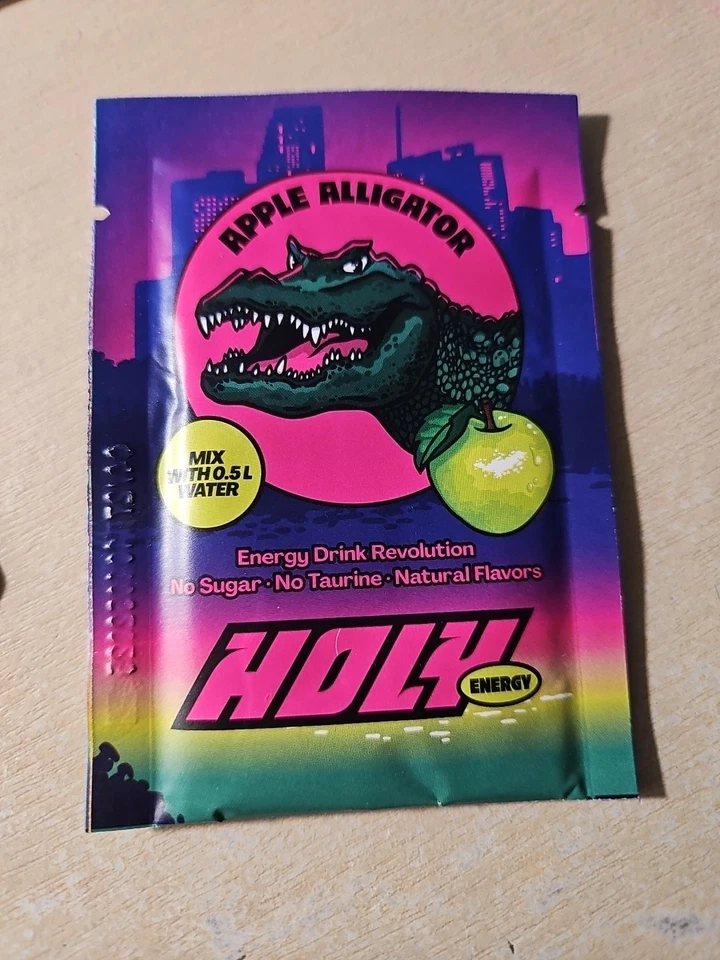 APPLE ALLIGATOR
MIX
WITH 0.5 L
WATER
Energy Drink Revolution
No Sugar · No Taurine · Natural Flavors
HOLY
ENERGY